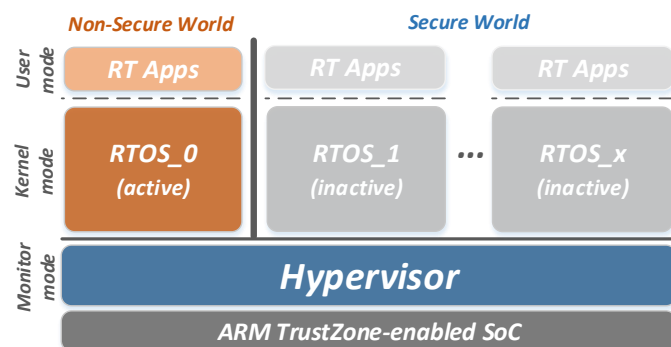 Non-Secure World
Secure World
User
mode
RT Apps
RT Apps
RT Apps
Kernel
mode
RTOS_0
(active)
RTOS_1
(inactive)
...
RTOS_x
(inactive)
Monitor
mode
Hypervisor
ARM TrustZone-enabled SoC